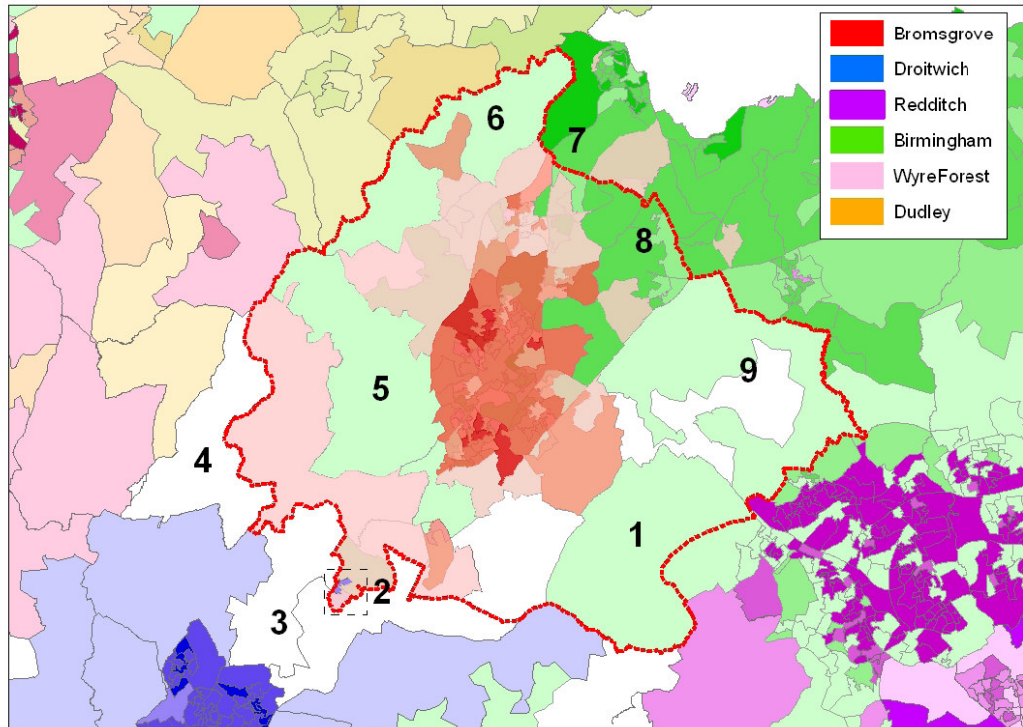 Bromsgrove
Droitwich
Redditch
Birmingham
WyreForest
Dudley
6
7
8
9
5
4
1
2
3